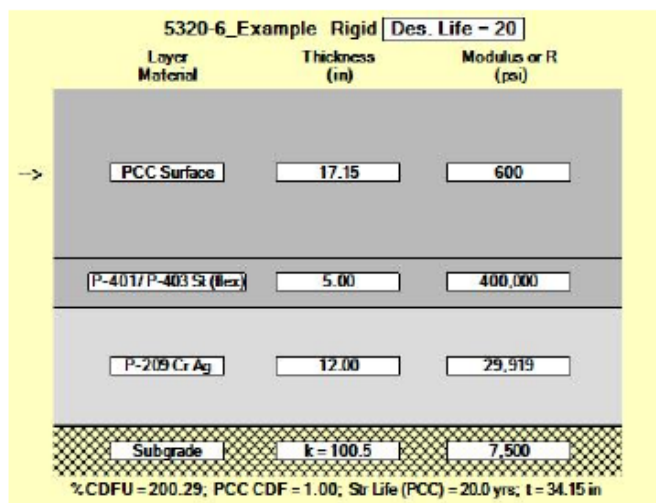 5320-6_Example Rigid Des. Life = 20
Layer Material Thickness (in) Modulus or R (psi)
--> PCC Surface 17.15 600
P-401/ P-403 St (flex) 5.00 400,000
P-209 Cr Ag 12.00 29,919
Subgrade k = 100.5 7,500
%CDFU = 200.29; PCC CDF = 1.00; Str Life (PCC) = 20.0 yrs; t = 34.15 in